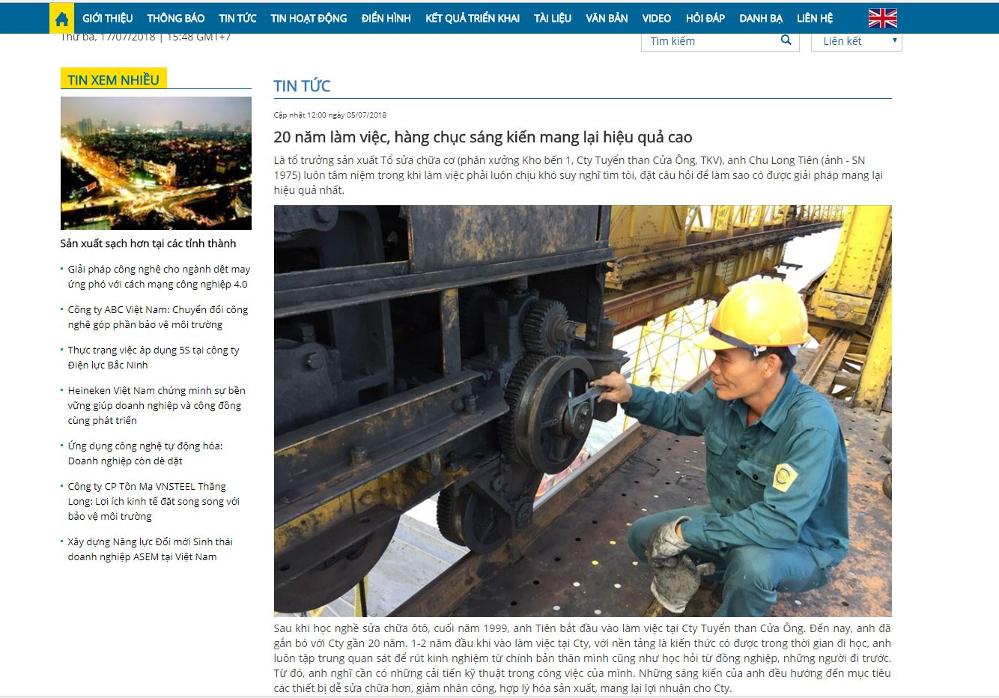 GIỚI THIỆU THÔNG BÁO TIN TỨC TIN HOẠT ĐỘNG ĐIỂN HÌNH KẾT QUẢ TRIỂN KHAI TÀI LIỆU VĂN BẢN VIDEO HỎI ĐÁP DANH BẠ LIÊN HỆ
Thứ ba, 17/07/2018 | 15:48 GMT+7
Tìm kiếm
Liên kết
TIN XEM NHIỀU
Sản xuất sạch hơn tại các tỉnh thành
Giải pháp công nghệ cho ngành dệt may
ứng phó với cách mạng công nghiệp 4.0
Công ty ABC Việt Nam: Chuyển đổi công
nghệ góp phần bảo vệ môi trường
Thực trạng việc áp dụng 5S tại công ty
Điện lực Bắc Ninh
Heineken Việt Nam chứng minh sự bền
vững giúp doanh nghiệp và cộng đồng
cùng phát triển
Ứng dụng công nghệ tự động hóa:
Doanh nghiệp còn dè dặt
Công ty CP Tôn Mạ VNSTEEL Thăng
Long: Lợi ích kinh tế đặt song song với
bảo vệ môi trường
Xây dựng Năng lực Đổi mới Sinh thái
doanh nghiệp ASEM tại Việt Nam
TIN TỨC
Cập nhật 12:00 ngày 05/07/2018
20 năm làm việc, hàng chục sáng kiến mang lại hiệu quả cao
Là tổ trưởng sản xuất Tổ sửa chữa cơ (phân xưởng Kho bến 1, Cty Tuyển than Cửa Ông, TKV), anh Chu Long Tiên (ảnh - SN
1975) luôn tâm niệm trong khi làm việc phải luôn chịu khó suy nghĩ tìm tòi, đặt câu hỏi để làm sao có được giải pháp mang lại
hiệu quả nhất.
Sau khi học nghề sửa chữa ôtô, cuối năm 1999, anh Tiên bắt đầu vào làm việc tại Cty Tuyển than Cửa Ông. Đến nay, anh đã
gắn bó với Cty gần 20 năm. 1-2 năm đầu khi vào làm việc tại Cty, với nền tảng là kiến thức có được trong thời gian đi học, anh
luôn tập trung quan sát để rút kinh nghiệm từ chính bản thân mình cũng như học hỏi từ đồng nghiệp, những người đi trước.
Từ đó, anh nghĩ cần có những cải tiến kỹ thuật trong công việc của mình. Những sáng kiến của anh đều hướng đến mục tiêu
các thiết bị dễ sửa chữa hơn, giảm nhân công, hợp lý hóa sản xuất, mang lại lợi nhuận cho Cty.